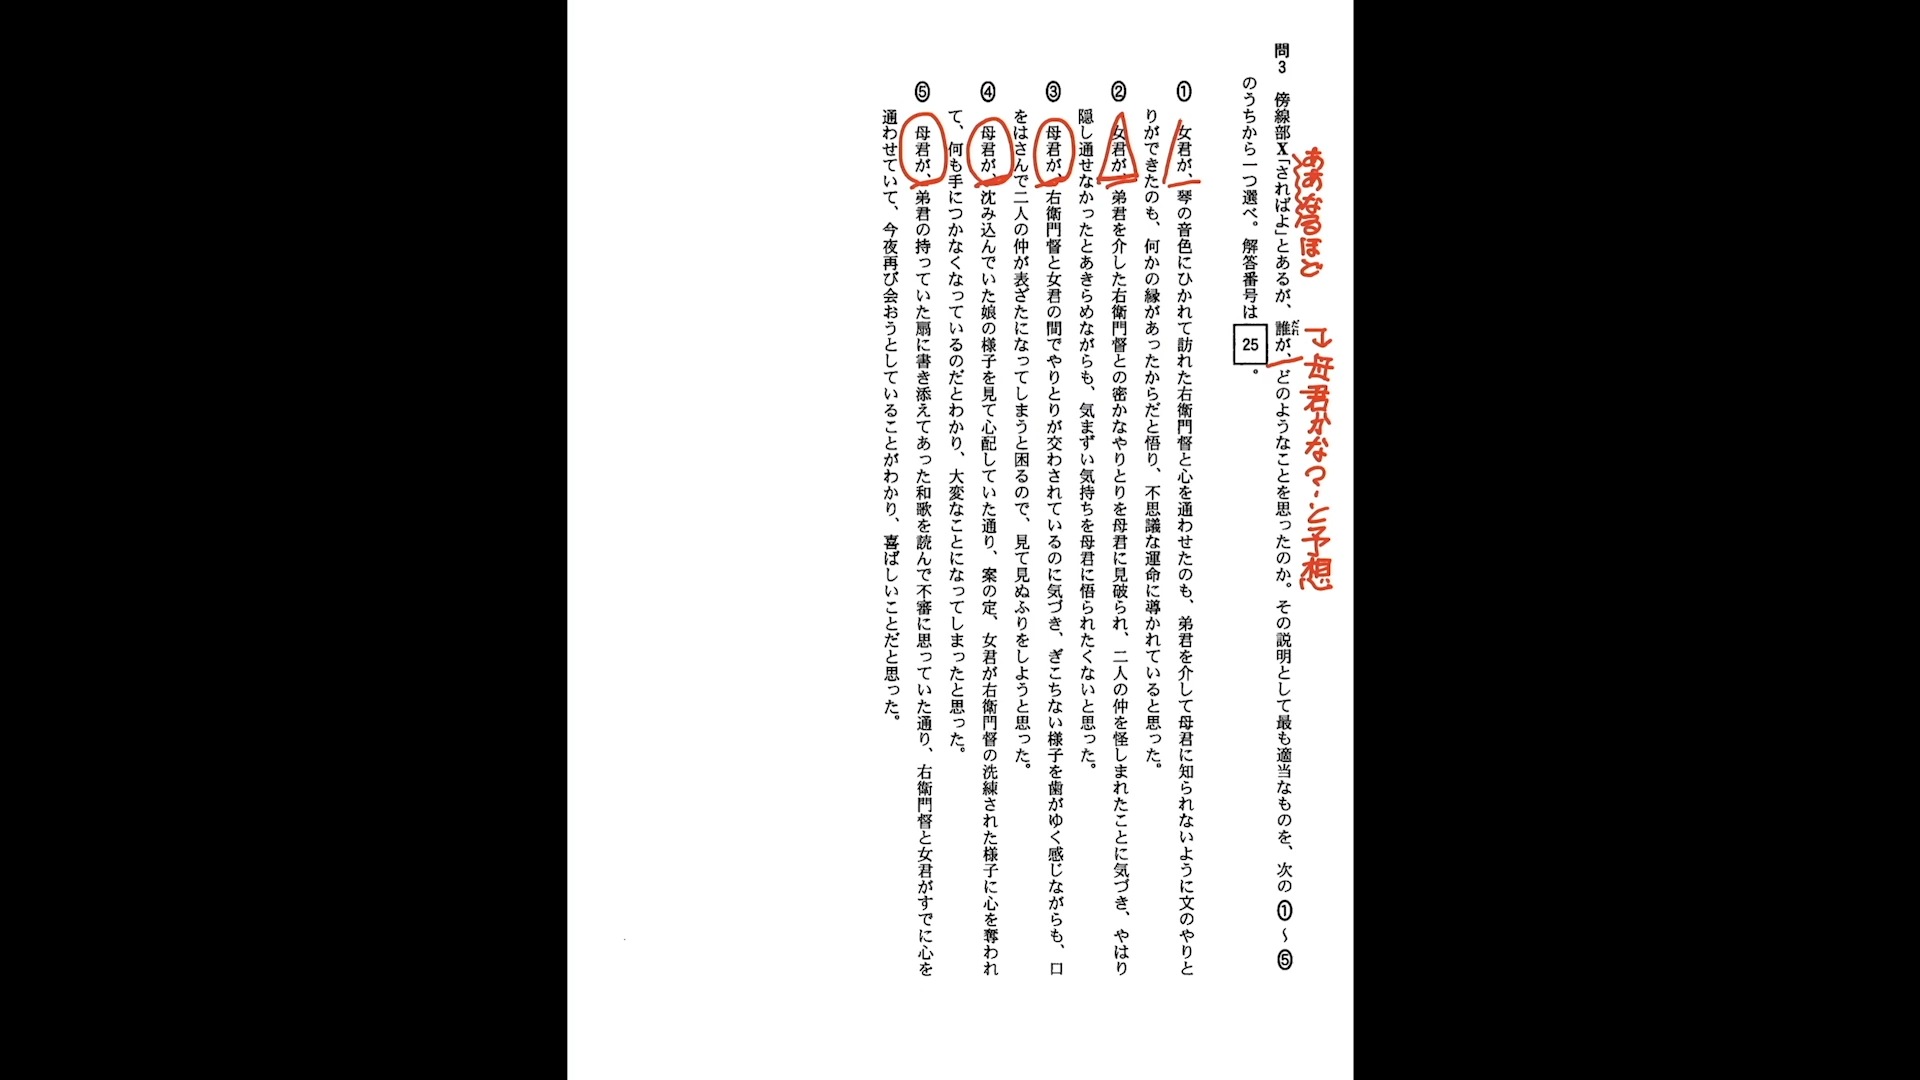 ああなるほど
→母君かな?…と予想
問3 傍線部X「さればよ」とあるが、誰が、どのようなことを思ったのか。その説明として最も適当なものを、次の①~⑤
だれ
のうちから一つ選べ。解答番号は 25 。
① 女君が、琴の音色にひかれて訪れた右衛門督と心を通わせたのも、弟君を介して母君に知られないように文のやりと
りができたのも、何かの縁があったからだと悟り、不思議な運命に導かれていると思った。
② 女君が、弟君を介した右衛門督との密かなやりとりを母君に見破られ、二人の仲を怪しまれたことに気づき、やはり
隠し通せなかったとあきらめながらも、気まずい気持ちを母君に悟られたくないと思った。
③ 母君が、右衛門督と女君の間でやりとりが交わされているのに気づき、ぎこちない様子を歯がゆく感じながらも、口
をはさんで二人の仲が表ざたになってしまうと困るので、見て見ぬふりをしようと思った。
④ 母君が、沈み込んでいた娘の様子を見て心配していた通り、案の定、女君が右衛門督の洗練された様子に心を奪われ
て、何も手につかなくなっているのだとわかり、大変なことになってしまったと思った。
⑤ 母君が、弟君の持っていた扇に書き添えてあった和歌を読んで不審に思っていた通り、右衛門督と女君がすでに心を
通わせていて、今夜再び会おうとしていることがわかり、喜ばしいことだと思った。